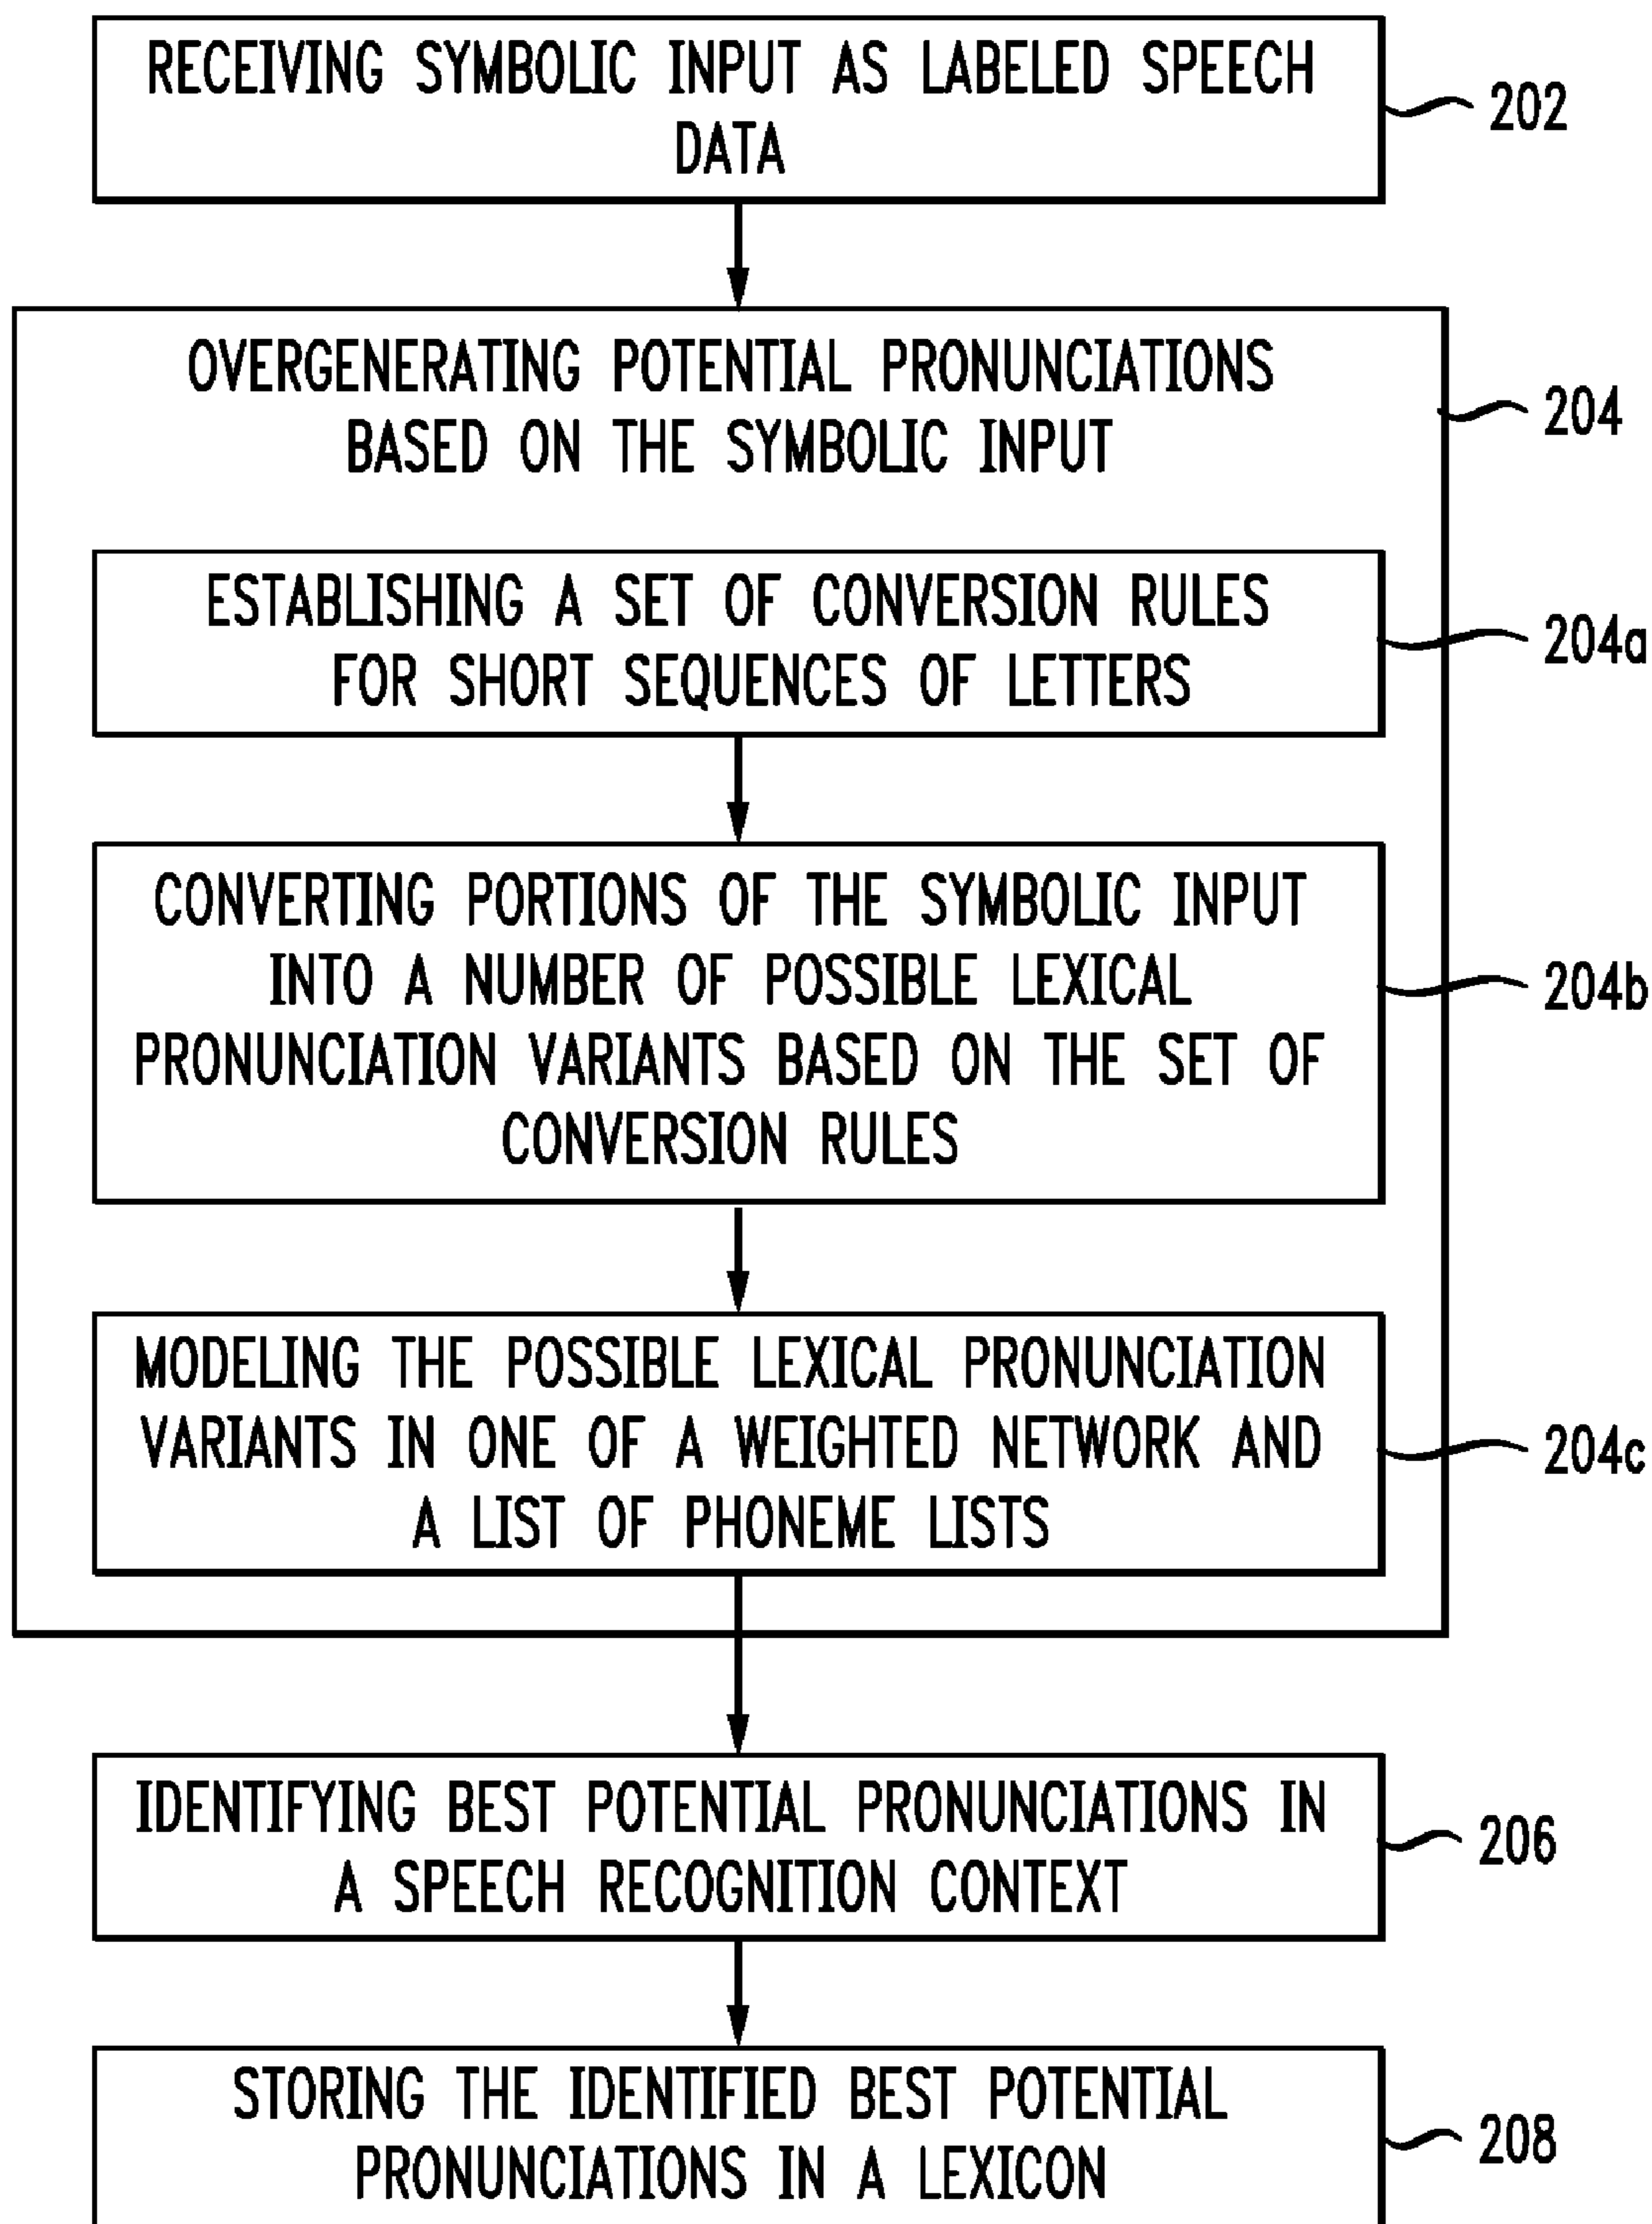 RECEIVING SYMBOLIC INPUT AS LABELED SPEECH
DATA
202
OVERGENERATING POTENTIAL PRONUNCIATIONS
BASED ON THE SYMBOLIC INPUT
204
ESTABLISHING A SET OF CONVERSION RULES
FOR SHORT SEQUENCES OF LETTERS
204a
CONVERTING PORTIONS OF THE SYMBOLIC INPUT
INTO A NUMBER OF POSSIBLE LEXICAL
PRONUNCIATION VARIANTS BASED ON THE SET OF
CONVERSION RULES
204b
MODELING THE POSSIBLE LEXICAL PRONUNCIATION
VARIANTS IN ONE OF A WEIGHTED NETWORK AND
A LIST OF PHONEME LISTS
204c
IDENTIFYING BEST POTENTIAL PRONUNCIATIONS IN
A SPEECH RECOGNITION CONTEXT
206
STORING THE IDENTIFIED BEST POTENTIAL
PRONUNCIATIONS IN A LEXICON
208